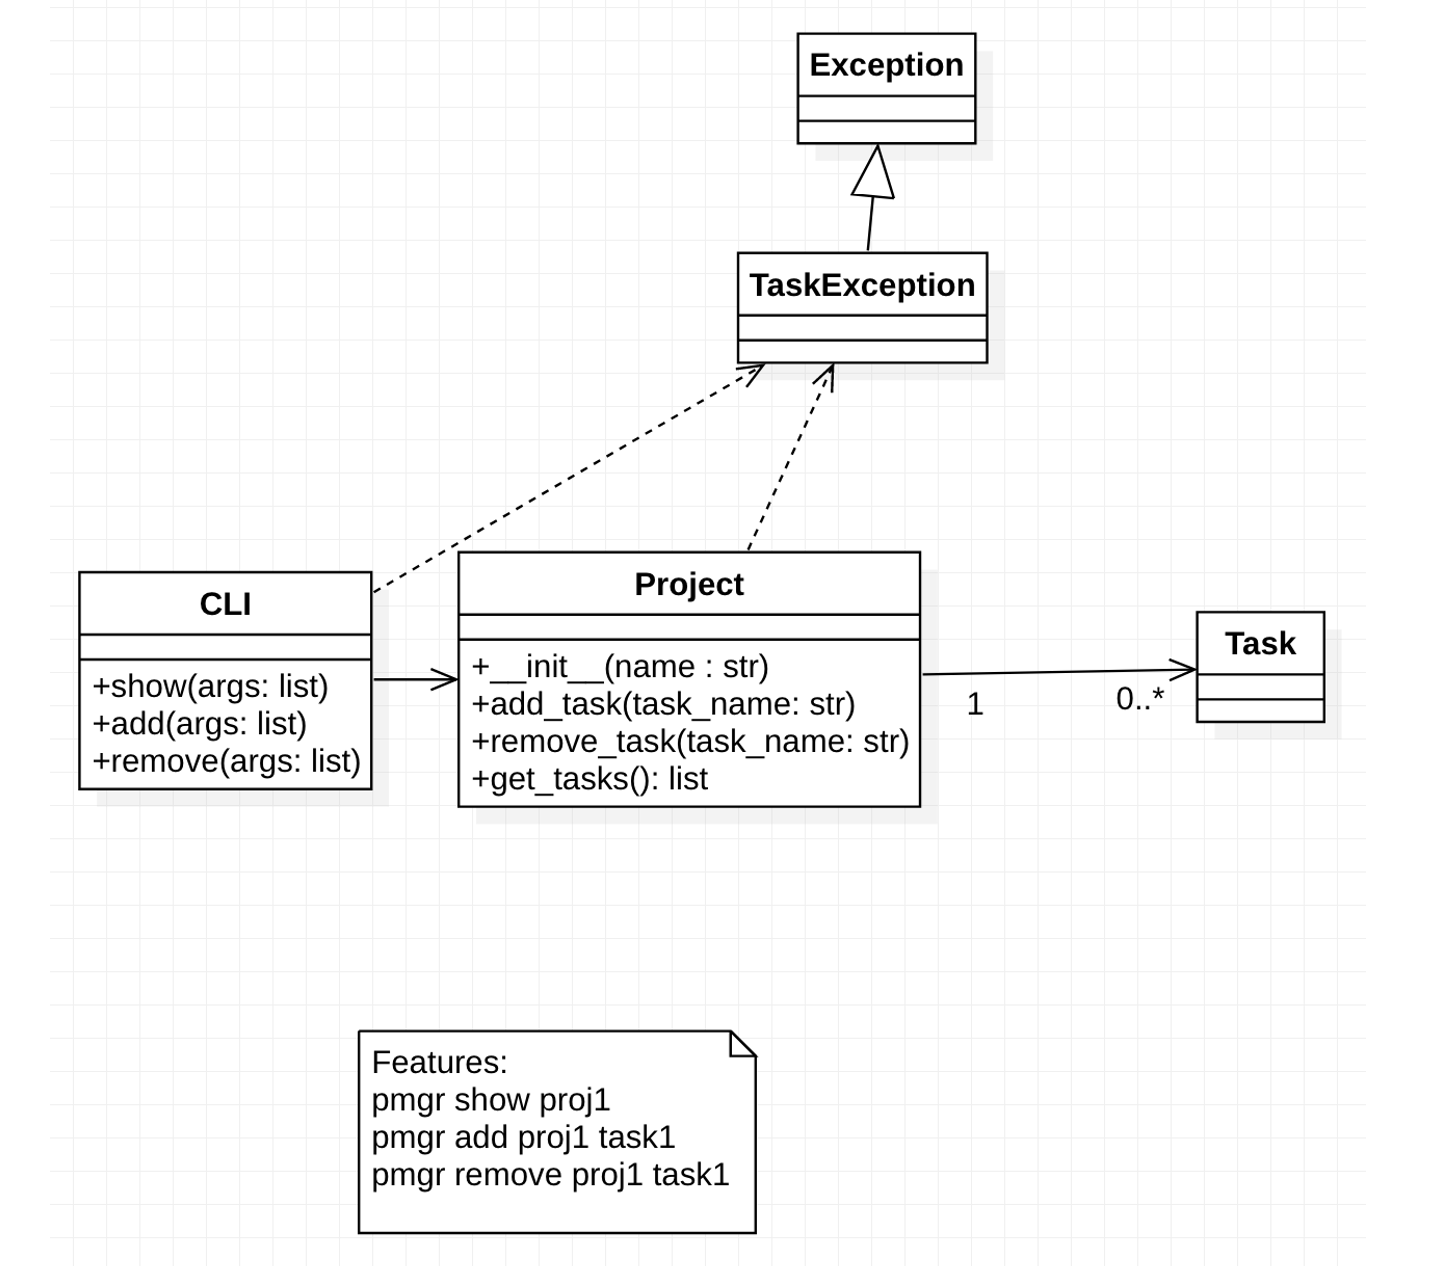 Exception
TaskException
CLI
+show(args: list)
+add(args: list)
+remove(args: list)
Project
+__init__(name : str)
+add_task(task_name: str)
+remove_task(task_name: str)
+get_tasks(): list
1
0..*
Task
Features:
pmgr show proj1
pmgr add proj1 task1
pmgr remove proj1 task1